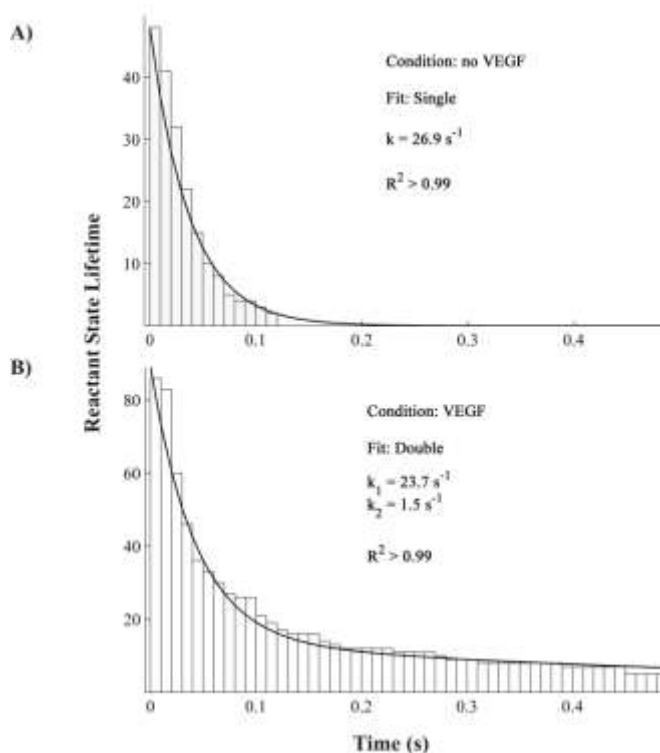 A)
Condition: no VEGF
Fit: Single
k = 26.9 s⁻¹
R² > 0.99
40
30
20
10
0
0.1
0.2
0.3
0.4
Reactant State Lifetime
B)
Condition: VEGF
Fit: Double
k₁ = 23.7 s⁻¹
k₂ = 1.5 s⁻¹
R² > 0.99
80
60
40
20
0
0.1
0.2
0.3
0.4
Time (s)